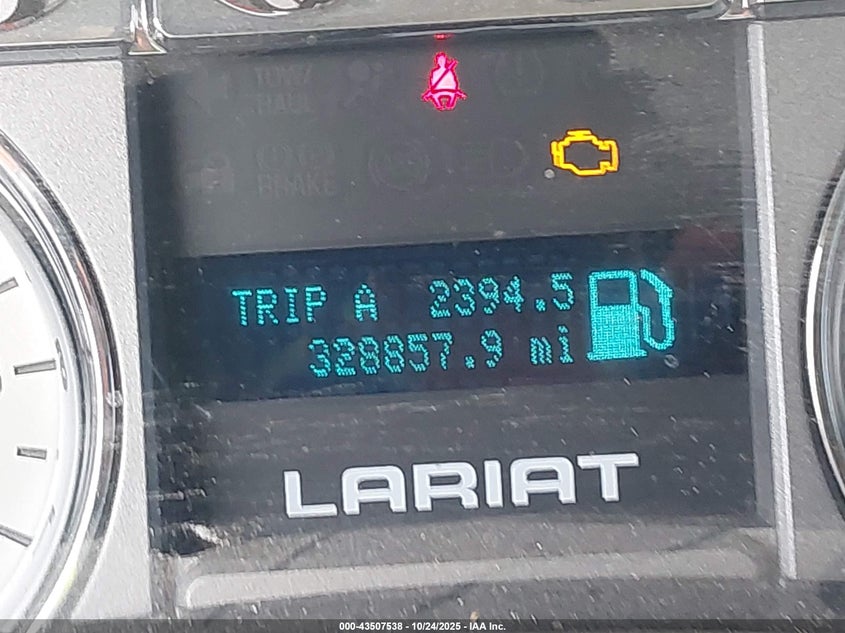 TOW/
HAUL
BRAKE
TRIP A 2394.5
328857.9 mi
LARIAT
000-43507538 - 10/24/2025 - IAA Inc.